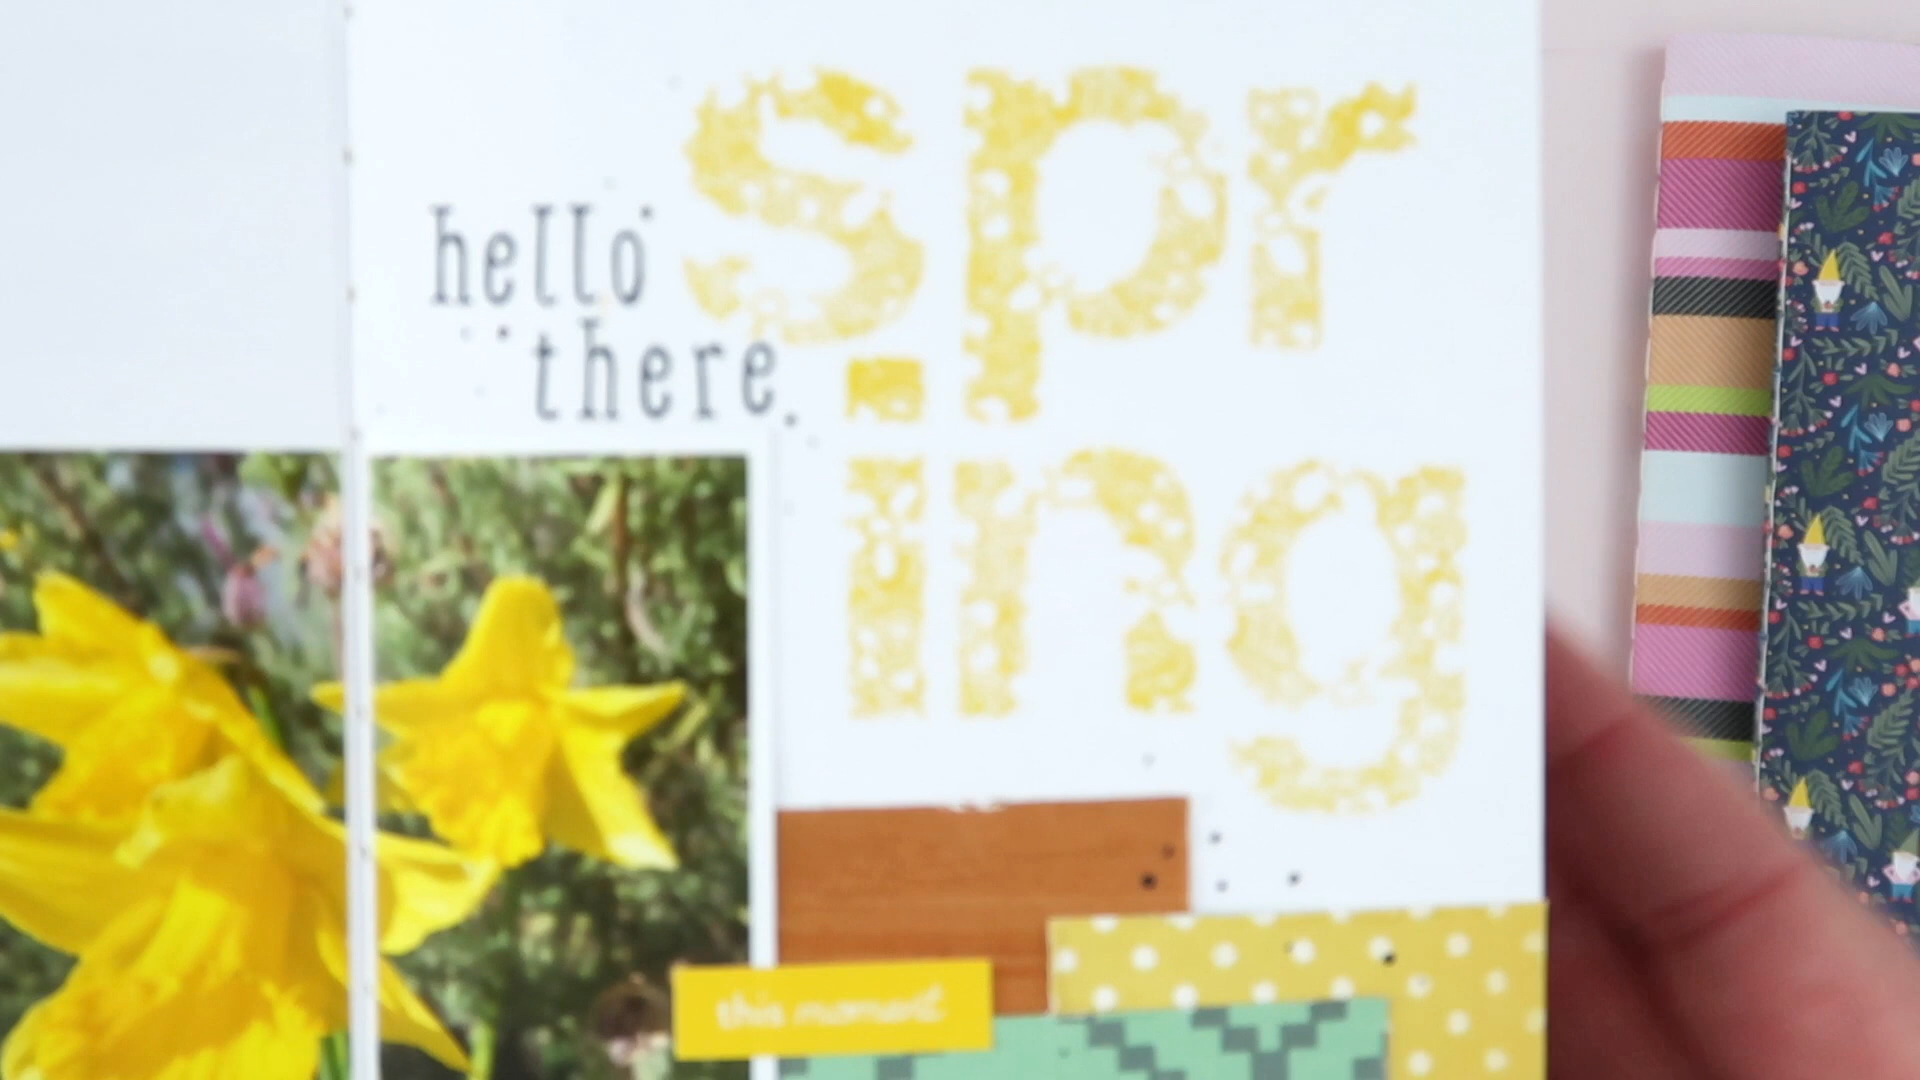 hello
there.
spr
ing
this moment